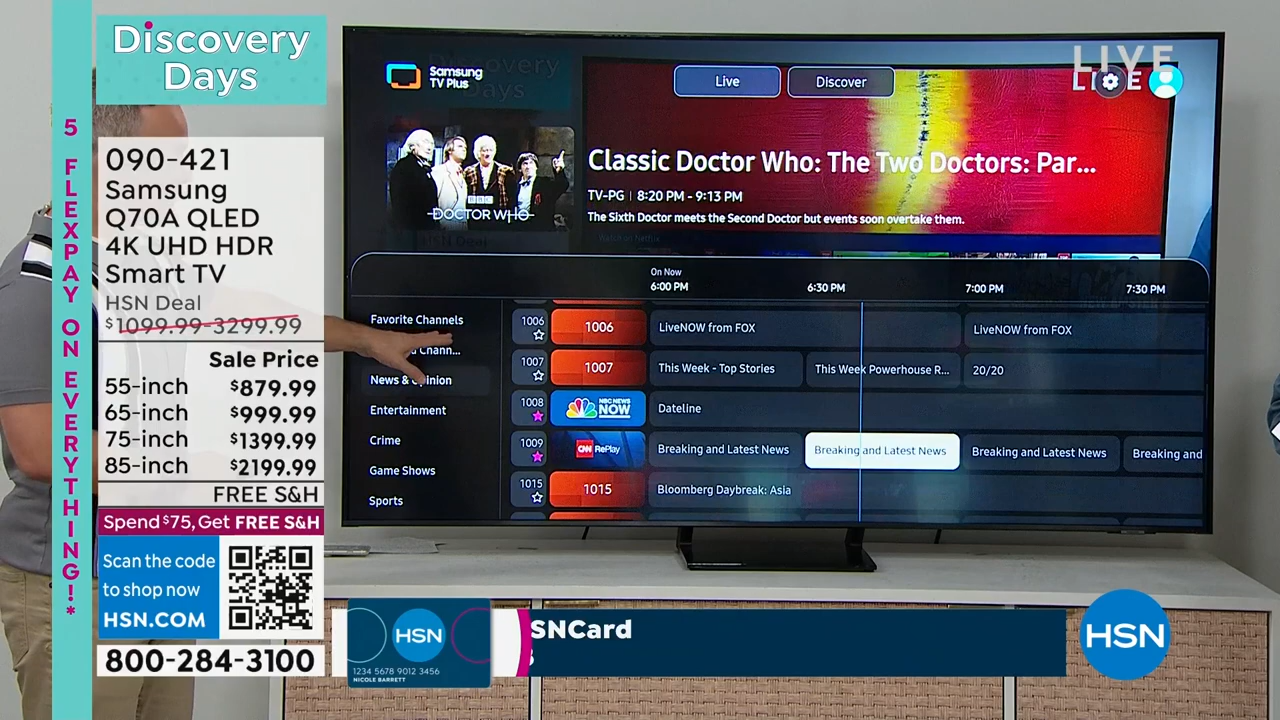 Discovery
Days
5 FLEXPAY ON EVERYTHING!*
090-421
Samsung
Q70A QLED
4K UHD HDR
Smart TV
HSN Deal
$1099.99-3299.99
Sale Price
55-inch $879.99
65-inch $999.99
75-inch $1399.99
85-inch $2199.99
FREE S&H
Spend $75, Get FREE S&H
Scan the code
to shop now
HSN.COM
800-284-3100
Samsung
TV Plus
Live
Discover
LIVE
LIVE
BBC
DOCTOR WHO
Classic Doctor Who: The Two Doctors: Par...
TV-PG | 8:20 PM - 9:13 PM
The Sixth Doctor meets the Second Doctor but events soon overtake them.
On Now
6:00 PM 6:30 PM 7:00 PM 7:30 PM
Favorite Channels
Chann...
News & Opinion
Entertainment
Crime
Game Shows
Sports
1006 1006 LiveNOW from FOX LiveNOW from FOX
1007 1007 This Week - Top Stories This Week Powerhouse R... 20/20
1008 NBC NEWS NOW Dateline
1009 CNN RePlay Breaking and Latest News Breaking and Latest News Breaking and Latest News Breaking and
1015 1015 Bloomberg Daybreak: Asia
HSN
1234 5678 9012 3456
NICOLE BARRETT
SNCard
HSN